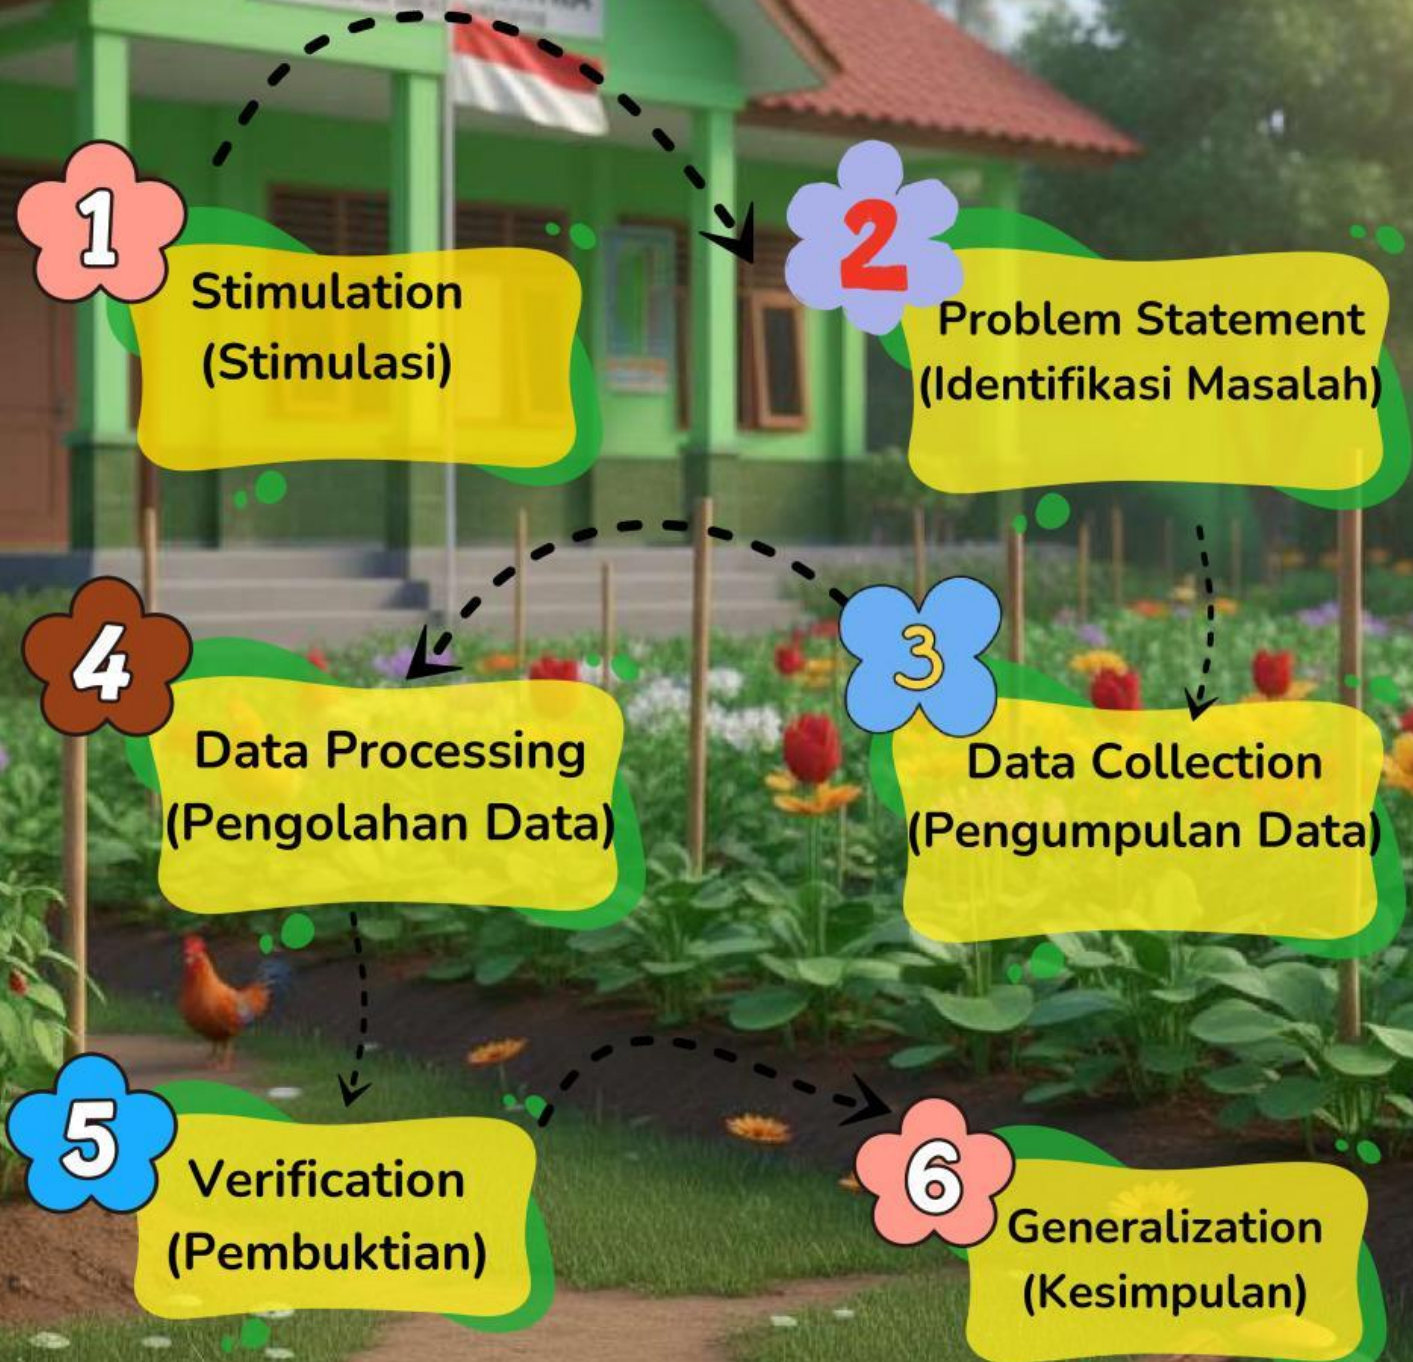 1
Stimulation
(Stimulasi)
2
Problem Statement
(Identifikasi Masalah)
3
Data Collection
(Pengumpulan Data)
4
Data Processing
(Pengolahan Data)
5
Verification
(Pembuktian)
6
Generalization
(Kesimpulan)